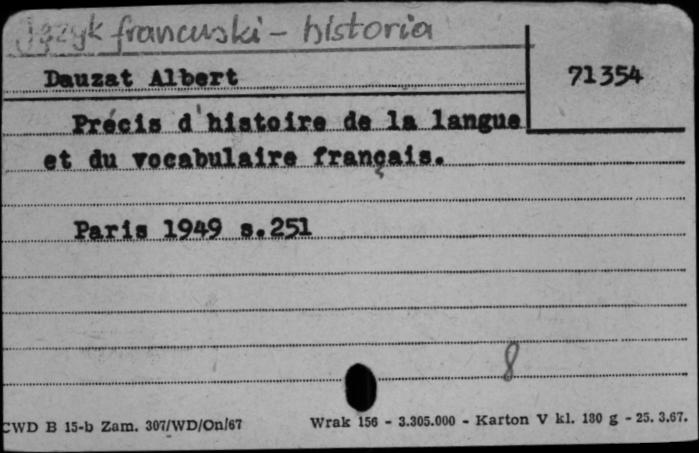 Język francuski - historia
Dauzat Albert
71354
Précis d'histoire de la langue
et du vocabulaire français.
Paris 1949 s.251
8
CWD B 15-b Zam. 307/WD/On/67 Wrak 156 - 3.305.000 - Karton V kl. 180 g - 25. 3.67.